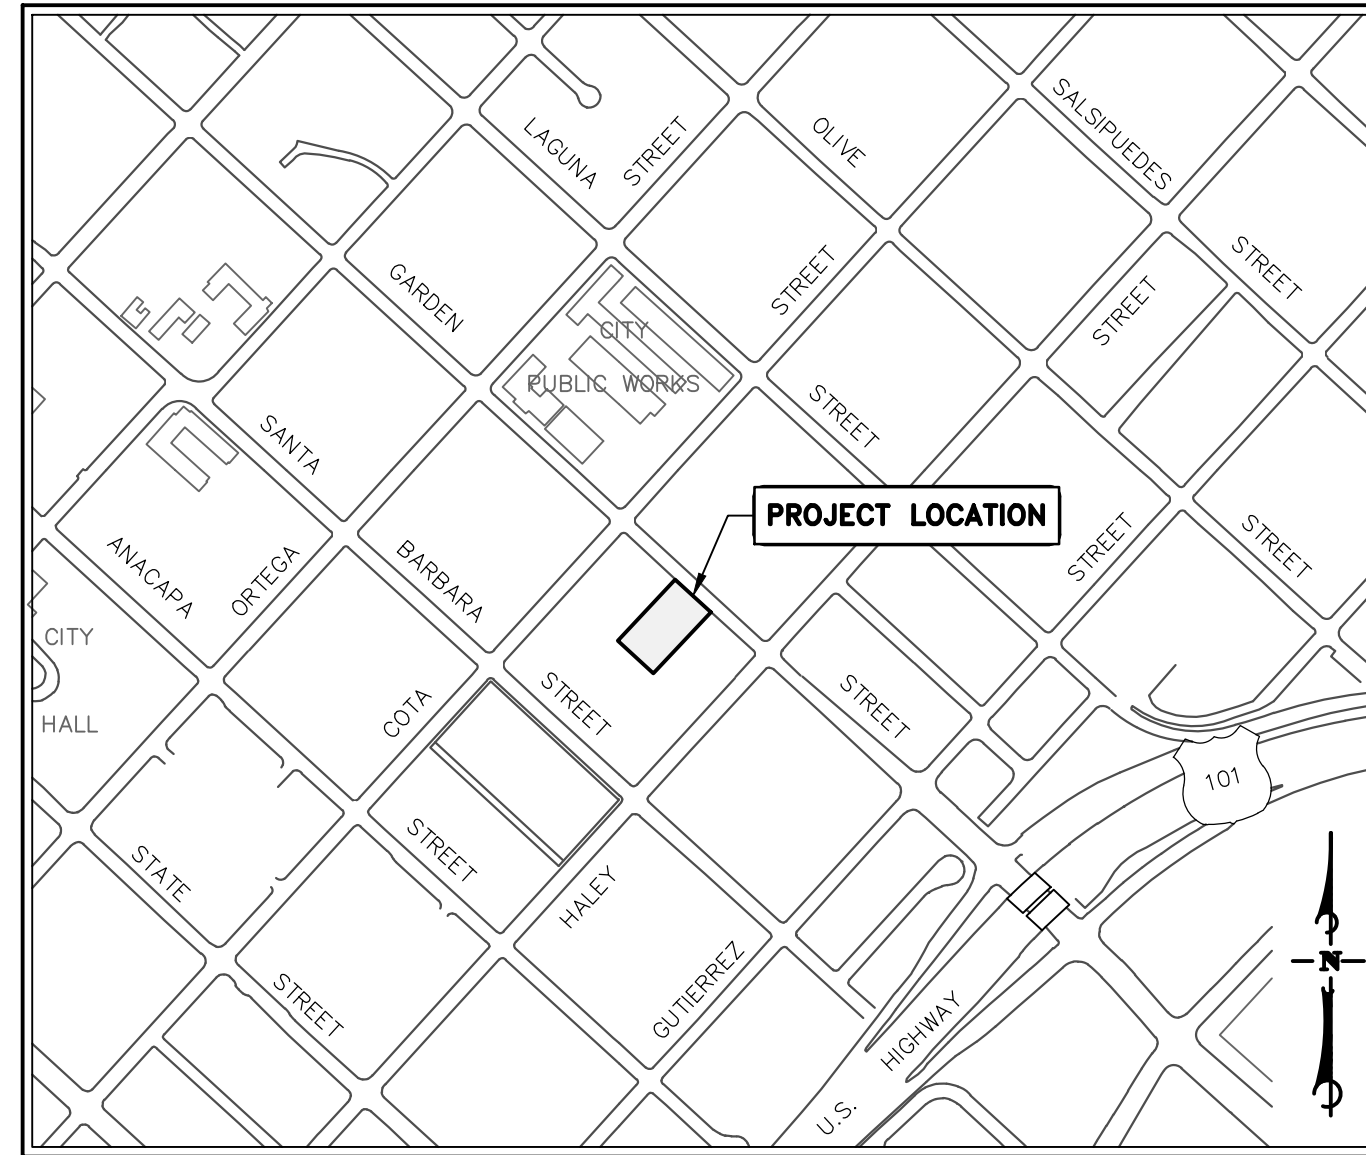 SALSIPUEDES
STREET
OLIVE
STREET
STREET
LAGUNA
STREET
STREET
STREET
STREET
GARDEN
STREET
CITY
PUBLIC WORKS
PROJECT LOCATION
SANTA
BARBARA
STREET
ANACAPA
ORTEGA
COTA
STREET
CITY
HALL
STATE
STREET
HALEY
GUTIERREZ
U.S.
HIGHWAY
101
N